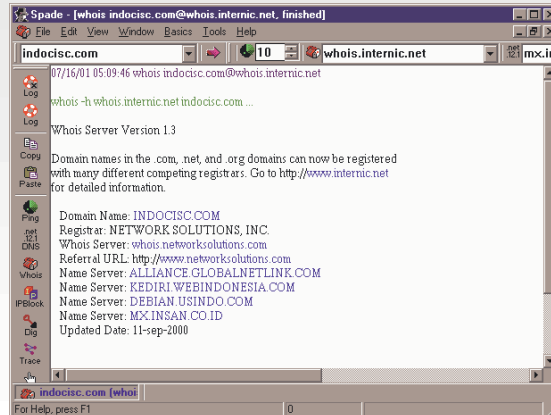 Spade - [whois indocisc.com@whois.internic.net, finished]
File Edit View Window Basics Tools Help
indocisc.com 10 whois.internic.net .net 12.1 mx.i
07/16/01 05:09:46 whois indocisc.com@whois.internic.net
whois -h whois.internic.net indocisc.com ...
Whois Server Version 1.3
Domain names in the .com, .net, and .org domains can now be registered
with many different competing registrars. Go to http://www.internic.net
for detailed information.
Domain Name: INDOCISC.COM
Registrar: NETWORK SOLUTIONS, INC.
Whois Server: whois.networksolutions.com
Referral URL: http://www.networksolutions.com
Name Server: ALLIANCE.GLOBALNETLINK.COM
Name Server: KEDIRI.WEBINDONESIA.COM
Name Server: DEBIAN.USINDO.COM
Name Server: MX.INSAN.CO.ID
Updated Date: 11-sep-2000
Log
Log
Copy
Paste
Ping
.net
12.1
DNS
Whois
IPBlock
Dig
Trace
indocisc.com [whoi
For Help, press F1 0